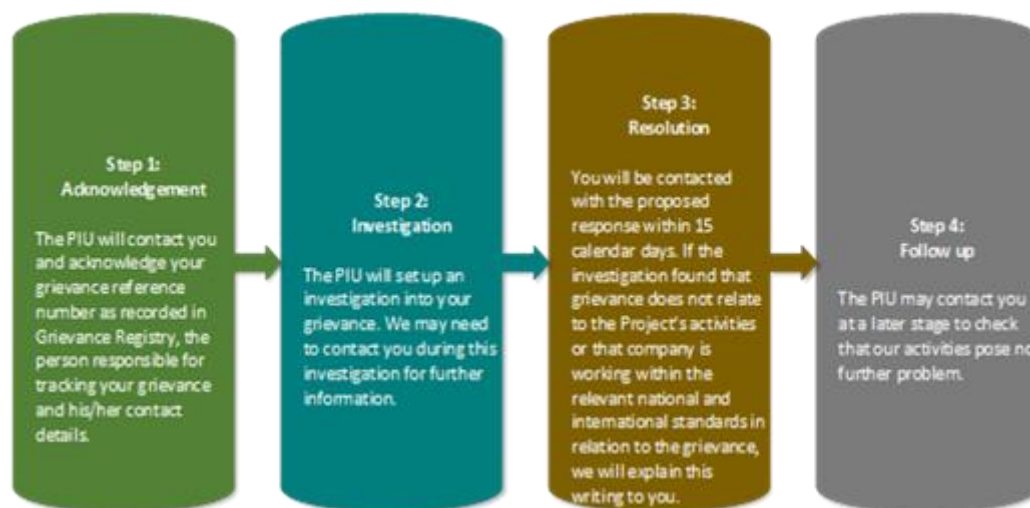 Step 1:
Acknowledgement
The PIU will contact you
and acknowledge your
grievance reference
number as recorded in
Grievance Registry, the
person responsible for
tracking your grievance
and his/her contact
details.
Step 2:
Investigation
The PIU will set up an
investigation into your
grievance. We may need
to contact you during this
investigation for further
information.
Step 3:
Resolution
You will be contacted
with the proposed
response within 15
calendar days. If the
investigation found that
grievance does not relate
to the Project's activities
or that company is
working within the
relevant national and
international standards in
relation to the grievance,
we will explain this
writing to you.
Step 4:
Follow up
The PIU may contact you
at a later stage to check
that our activities pose no
further problem.